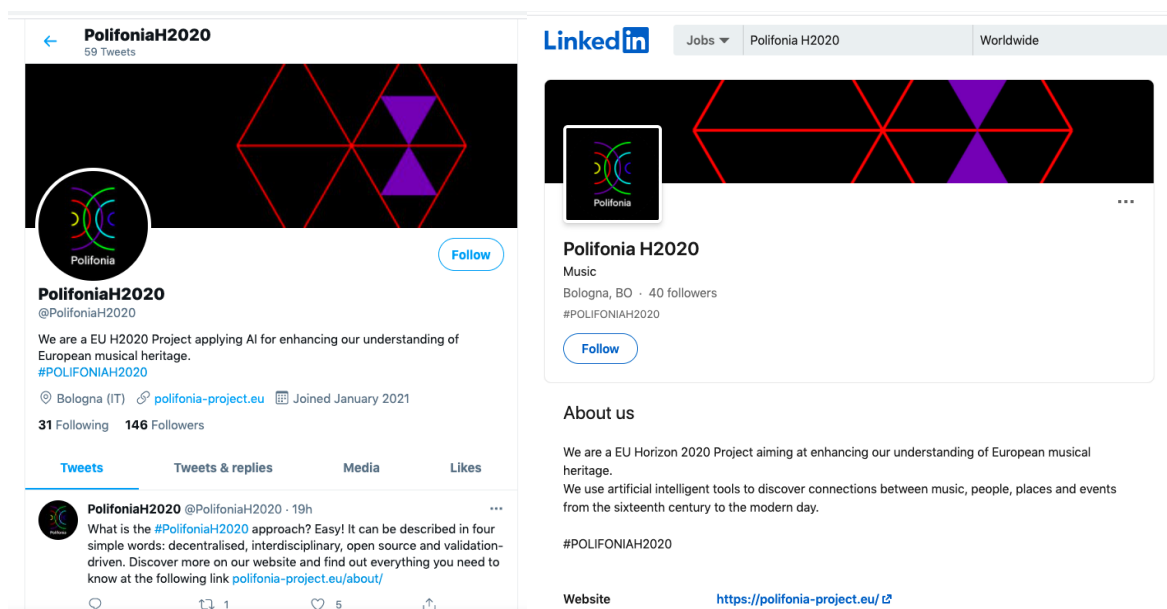 PolifoniaH2020
59 Tweets
Polifonia
Follow
PolifoniaH2020
@PolifoniaH2020
We are a EU H2020 Project applying AI for enhancing our understanding of
European musical heritage.
#POLIFONIAH2020
Bologna (IT) polifonia-project.eu Joined January 2021
31 Following 146 Followers
Tweets Tweets & replies Media Likes
Polifonia
PolifoniaH2020 @PolifoniaH2020 · 19h
What is the #PolifoniaH2020 approach? Easy! It can be described in four
simple words: decentralised, interdisciplinary, open source and validation-
driven. Discover more on our website and find out everything you need to
know at the following link polifonia-project.eu/about/
1 5
LinkedIn Jobs Polifonia H2020 Worldwide
Polifonia
Polifonia H2020
Music
Bologna, BO · 40 followers
#POLIFONIAH2020
Follow
About us
We are a EU Horizon 2020 Project aiming at enhancing our understanding of European musical
heritage.
We use artificial intelligent tools to discover connections between music, people, places and events
from the sixteenth century to the modern day.
#POLIFONIAH2020
Website https://polifonia-project.eu/